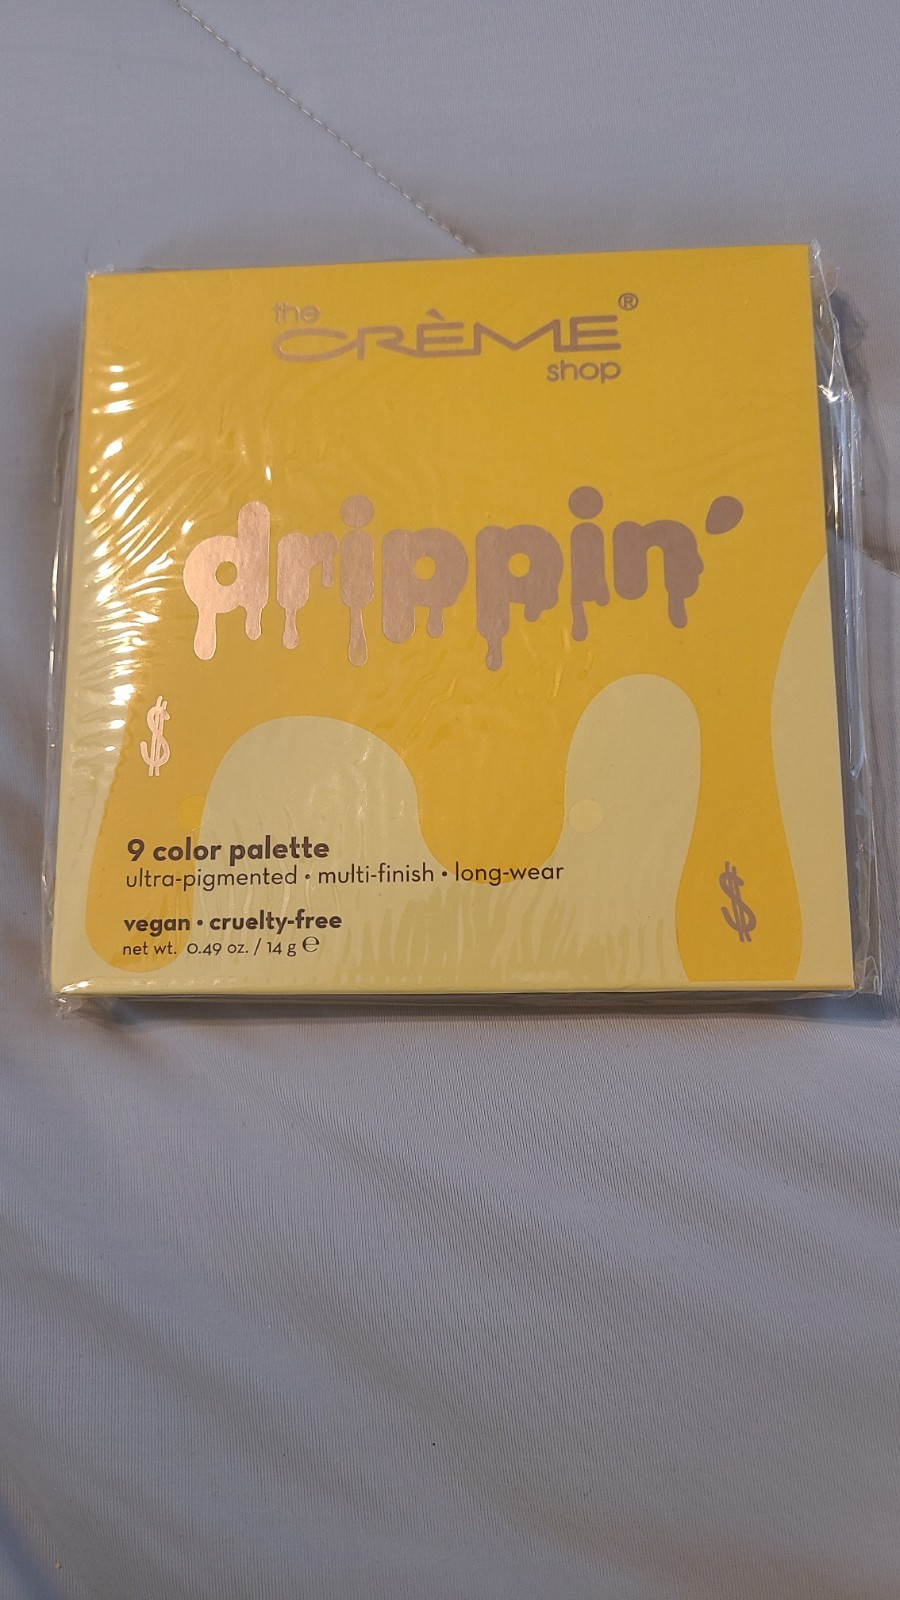 the
CRÈME®
shop
drippin'
$
9 color palette
ultra-pigmented • multi-finish • long-wear
$
vegan • cruelty-free
net wt. 0.49 oz. / 14 g ℮